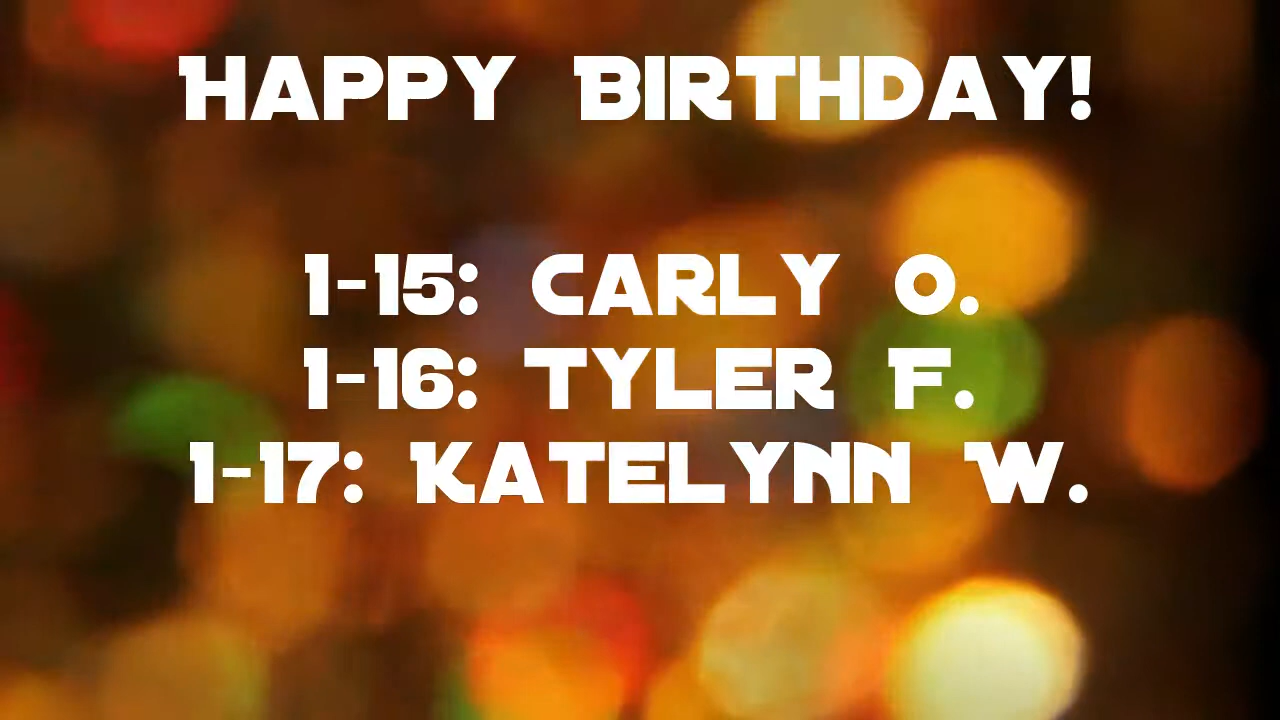 HAPPY BIRTHDAY!
1-15: CARLY O.
1-16: TYLER F.
1-17: KATELYNN W.